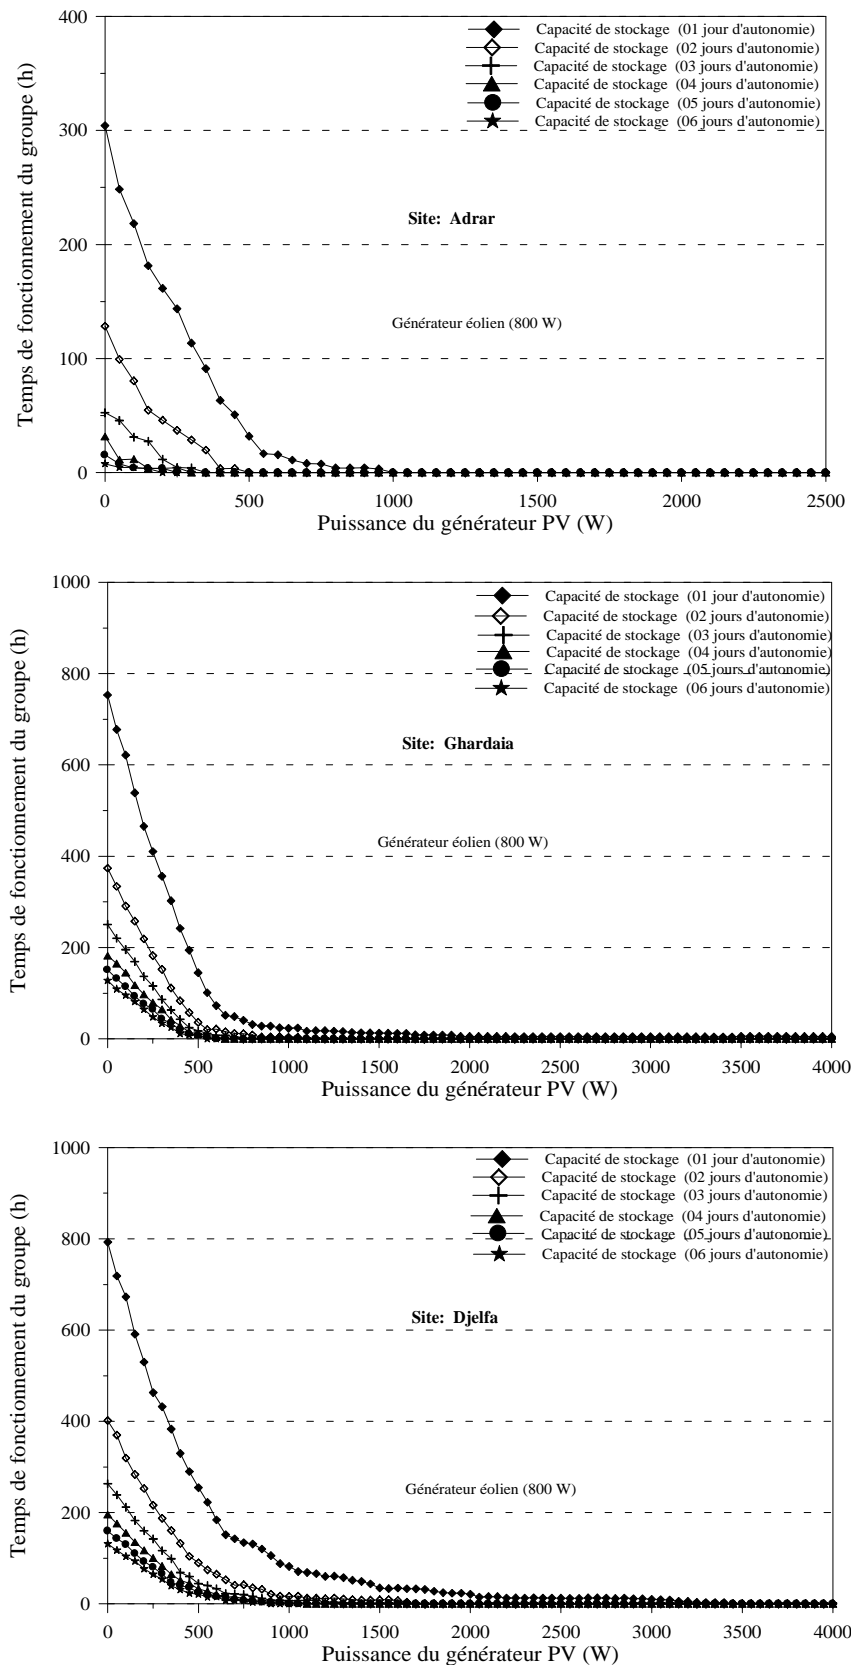 400
300
200
100
0
Temps de fonctionnement du groupe (h)
Capacité de stockage (01 jour d'autonomie)
Capacité de stockage (02 jours d'autonomie)
Capacité de stockage (03 jours d'autonomie)
Capacité de stockage (04 jours d'autonomie)
Capacité de stockage (05 jours d'autonomie)
Capacité de stockage (06 jours d'autonomie)
Site: Adrar
Générateur éolien (800 W)
0 500 1000 1500 2000 2500
Puissance du générateur PV (W)
1000
800
600
400
200
0
Temps de fonctionnement du groupe (h)
Capacité de stockage (01 jour d'autonomie)
Capacité de stockage (02 jours d'autonomie)
Capacité de stockage (03 jours d'autonomie)
Capacité de stockage (04 jours d'autonomie)
Capacité de stockage (05 jours d'autonomie)
Capacité de stockage (06 jours d'autonomie)
Site: Ghardaia
Générateur éolien (800 W)
0 500 1000 1500 2000 2500 3000 3500 4000
Puissance du générateur PV (W)
1000
800
600
400
200
0
Temps de fonctionnement du groupe (h)
Capacité de stockage (01 jour d'autonomie)
Capacité de stockage (02 jours d'autonomie)
Capacité de stockage (03 jours d'autonomie)
Capacité de stockage (04 jours d'autonomie)
Capacité de stockage (05 jours d'autonomie)
Capacité de stockage (06 jours d'autonomie)
Site: Djelfa
Générateur éolien (800 W)
0 500 1000 1500 2000 2500 3000 3500 4000
Puissance du générateur PV (W)